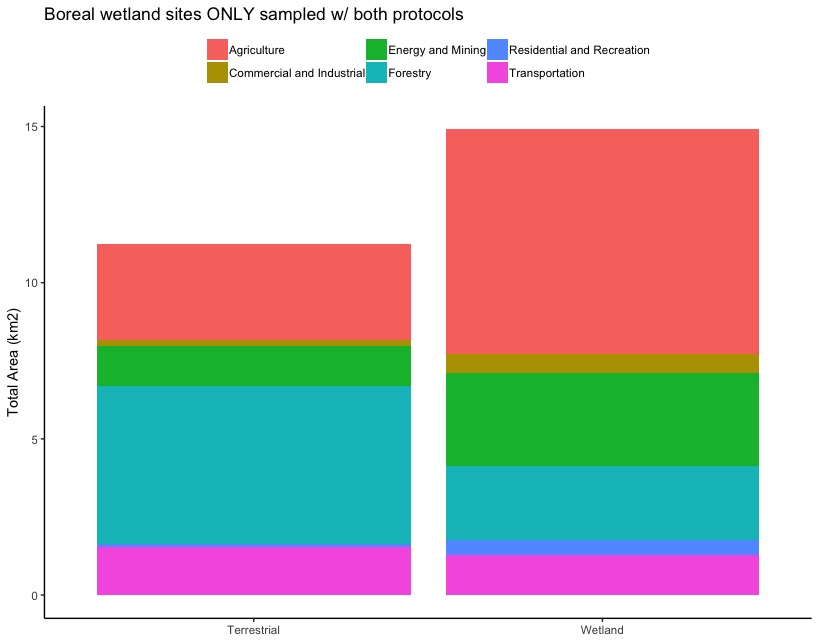 Boreal wetland sites ONLY sampled w/ both protocols
Agriculture Energy and Mining Residential and Recreation
Commercial and Industrial Forestry Transportation
15
10
5
0
Total Area (km2)
Terrestrial Wetland